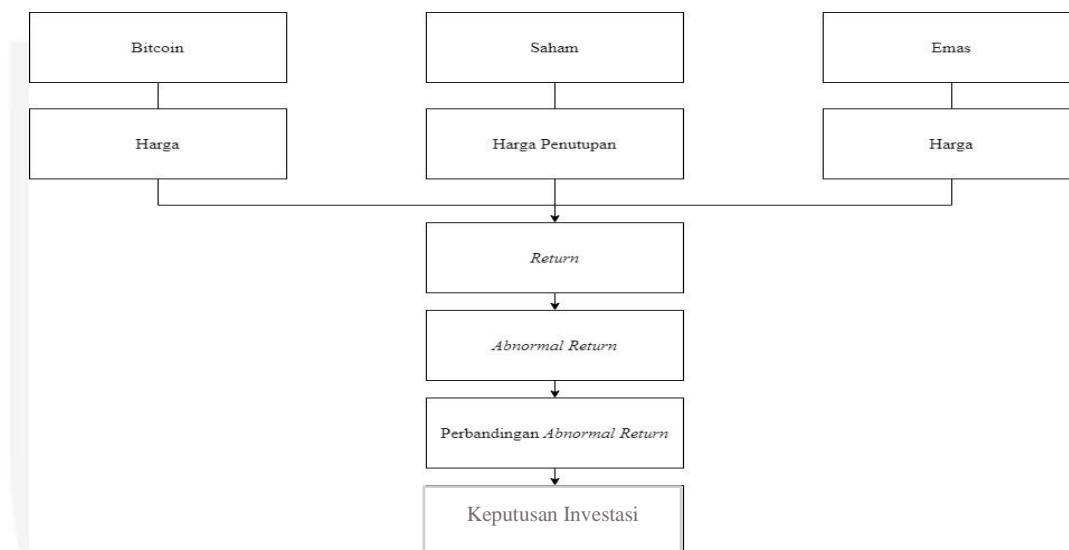 Bitcoin
Saham
Emas
Harga
Harga Penutupan
Harga
Return
Abnormal Return
Perbandingan Abnormal Return
Keputusan Investasi